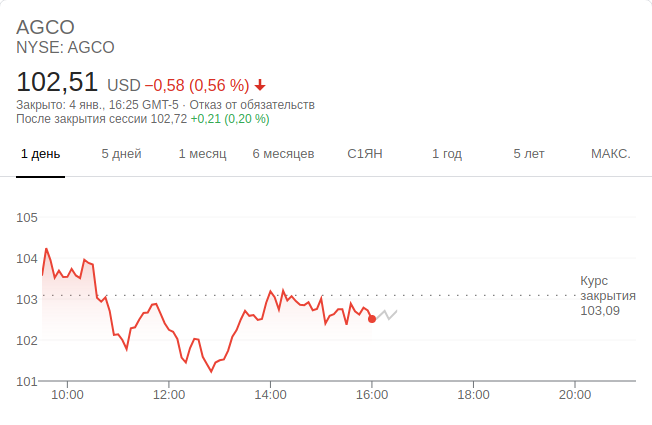 AGCO
NYSE: AGCO
102,51 USD −0,58 (0,56 %)
Закрыто: 4 янв., 16:25 GMT-5 · Отказ от обязательств
После закрытия сессии 102,72 +0,21 (0,20 %)
1 день 5 дней 1 месяц 6 месяцев С1ЯН 1 год 5 лет МАКС.
105
104
103
102
101
Курс
закрытия
103,09
10:00 12:00 14:00 16:00 18:00 20:00